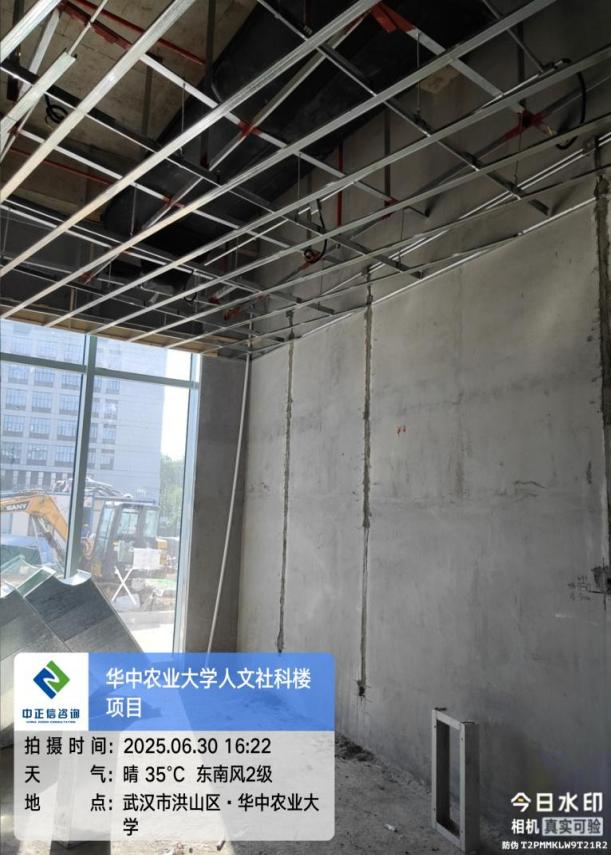 SANY
中正信咨询
华中农业大学人文社科楼
项目
拍摄时间：2025.06.30 16:22
天 气：晴 35℃ 东南风2级
地 点：武汉市洪山区·华中农业大
学
今日水印
相机 真实可验
防伪 T2PMMKLW9T21R2